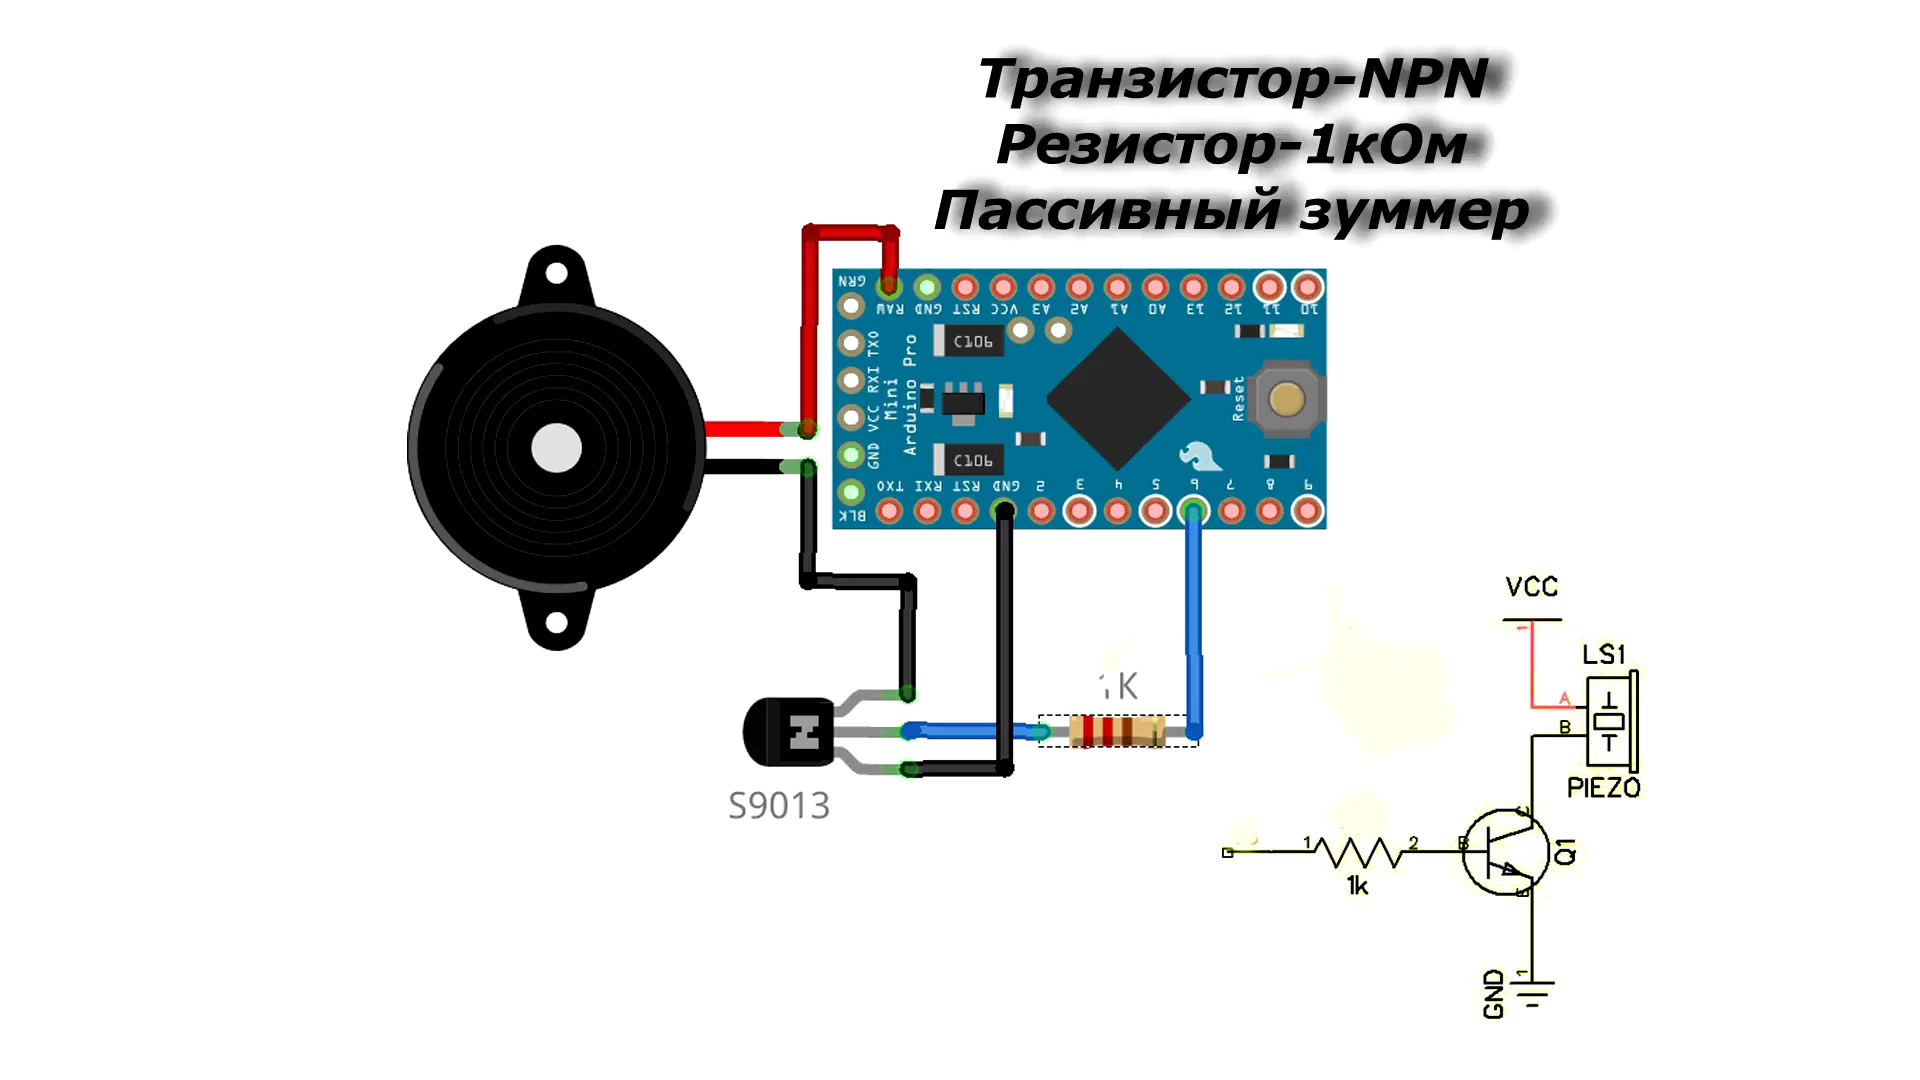 Транзистор-NPN
Резистор-1кОм
Пассивный зуммер
GRN
RAW GND RST VCC A3 A2 A1 A0 13 12 11 10
TXO
RXI
VCC
GND
BLK
Arduino Pro
Mini
C106
C106
Reset
TXO RXI RST GND 2 3 4 5 6 7 8 9
1K
N
S9013
VCC
1
LS1
A
B
PIEZO
C
1 2
B
Q1
1k
E
1
GND